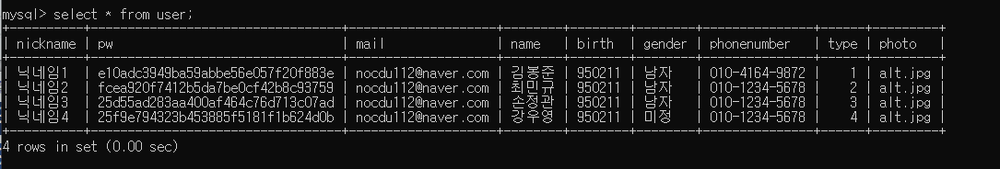 mysql> select * from user;
+----------+----------------------------------+--------------------+--------+--------+--------+---------------+------+---------+
| nickname | pw | mail | name | birth | gender | phonenumber | type | photo |
+----------+----------------------------------+--------------------+--------+--------+--------+---------------+------+---------+
| 닉네임1 | e10adc3949ba59abbe56e057f20f883e | nocdu112@naver.com | 김봉준 | 950211 | 남자 | 010-4164-9872 | 1 | alt.jpg |
| 닉네임2 | fcea920f7412b5da7be0cf42b8c93759 | nocdu112@naver.com | 최민규 | 950211 | 남자 | 010-1234-5678 | 2 | alt.jpg |
| 닉네임3 | 25d55ad283aa400af464c76d713c07ad | nocdu112@naver.com | 손정관 | 950211 | 남자 | 010-1234-5678 | 3 | alt.jpg |
| 닉네임4 | 25f9e794323b453885f5181f1b624d0b | nocdu112@naver.com | 강우영 | 950211 | 미정 | 010-1234-5678 | 4 | alt.jpg |
+----------+----------------------------------+--------------------+--------+--------+--------+---------------+------+---------+
4 rows in set (0.00 sec)